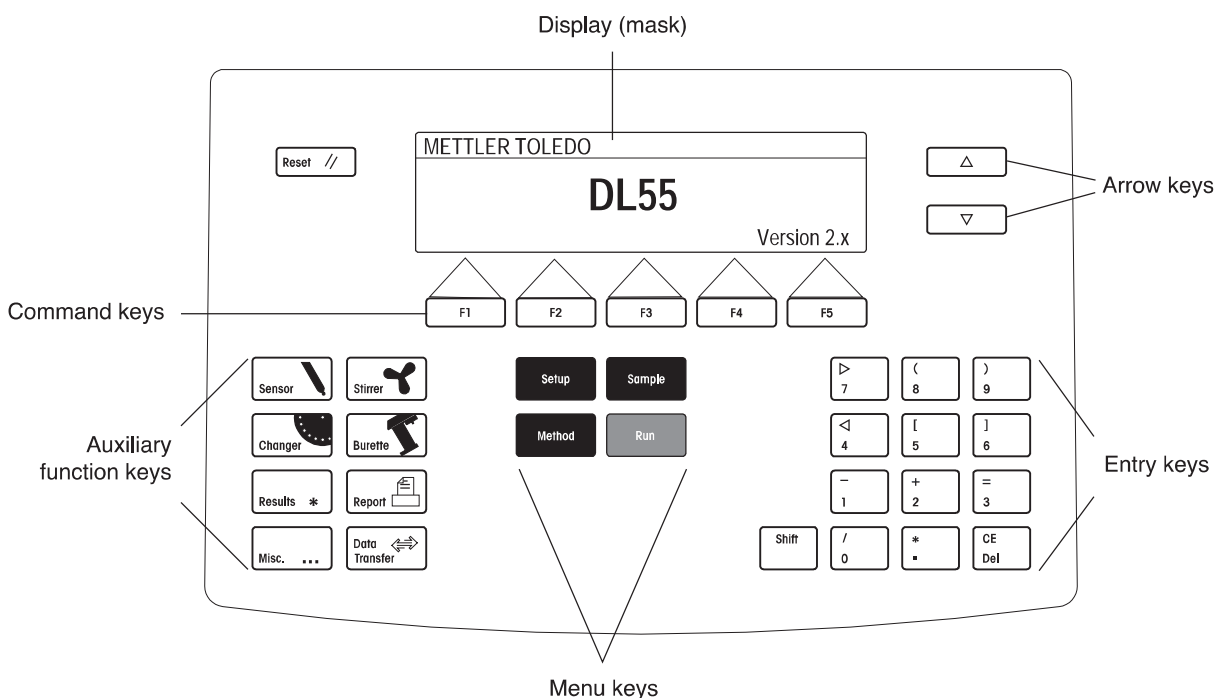 Display (mask)
Reset //
METTLER TOLEDO
DL55
Version 2.x
△
▽
Arrow keys
Command keys
F1 F2 F3 F4 F5
Auxiliary
function keys
Sensor
Stirrer
Changer
Burette
Results *
Report
Misc. ...
Data
Transfer
Setup
Sample
Method
Run
▷
7
(
8
)
9
◁
4
[
5
]
6
–
1
+
2
=
3
Shift
/
0
*
.
CE
Del
Entry keys
Menu keys